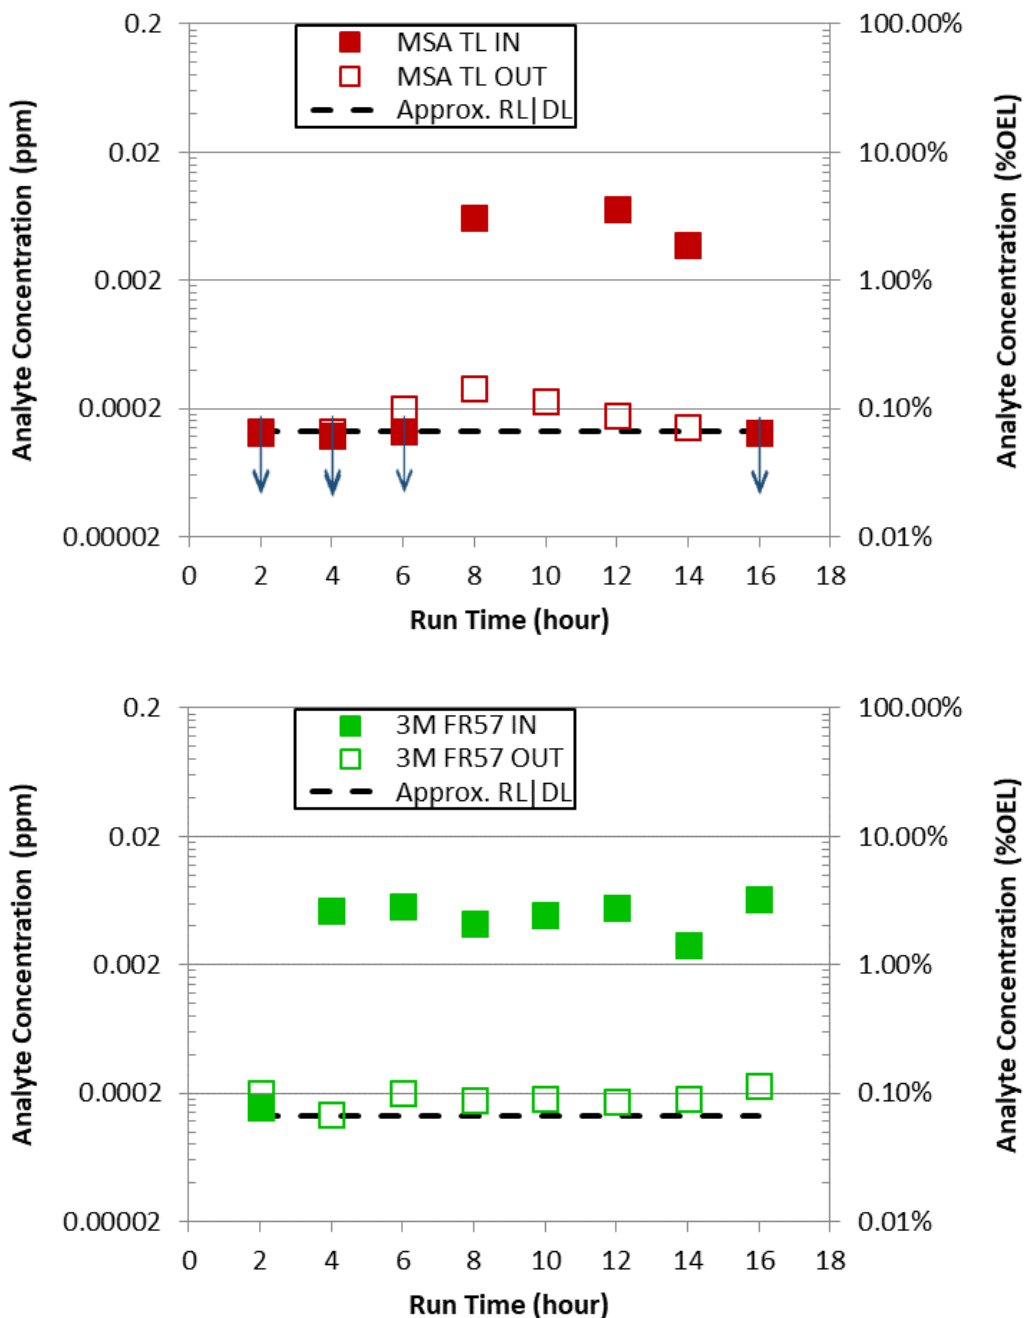 0.2
0.02
0.002
0.0002
0.00002
Analyte Concentration (ppm)
MSA TL IN
MSA TL OUT
Approx. RL|DL
100.00%
10.00%
1.00%
0.10%
0.01%
Analyte Concentration (%OEL)
0 2 4 6 8 10 12 14 16 18
Run Time (hour)
0.2
0.02
0.002
0.0002
0.00002
Analyte Concentration (ppm)
3M FR57 IN
3M FR57 OUT
Approx. RL|DL
100.00%
10.00%
1.00%
0.10%
0.01%
Analyte Concentration (%OEL)
0 2 4 6 8 10 12 14 16 18
Run Time (hour)